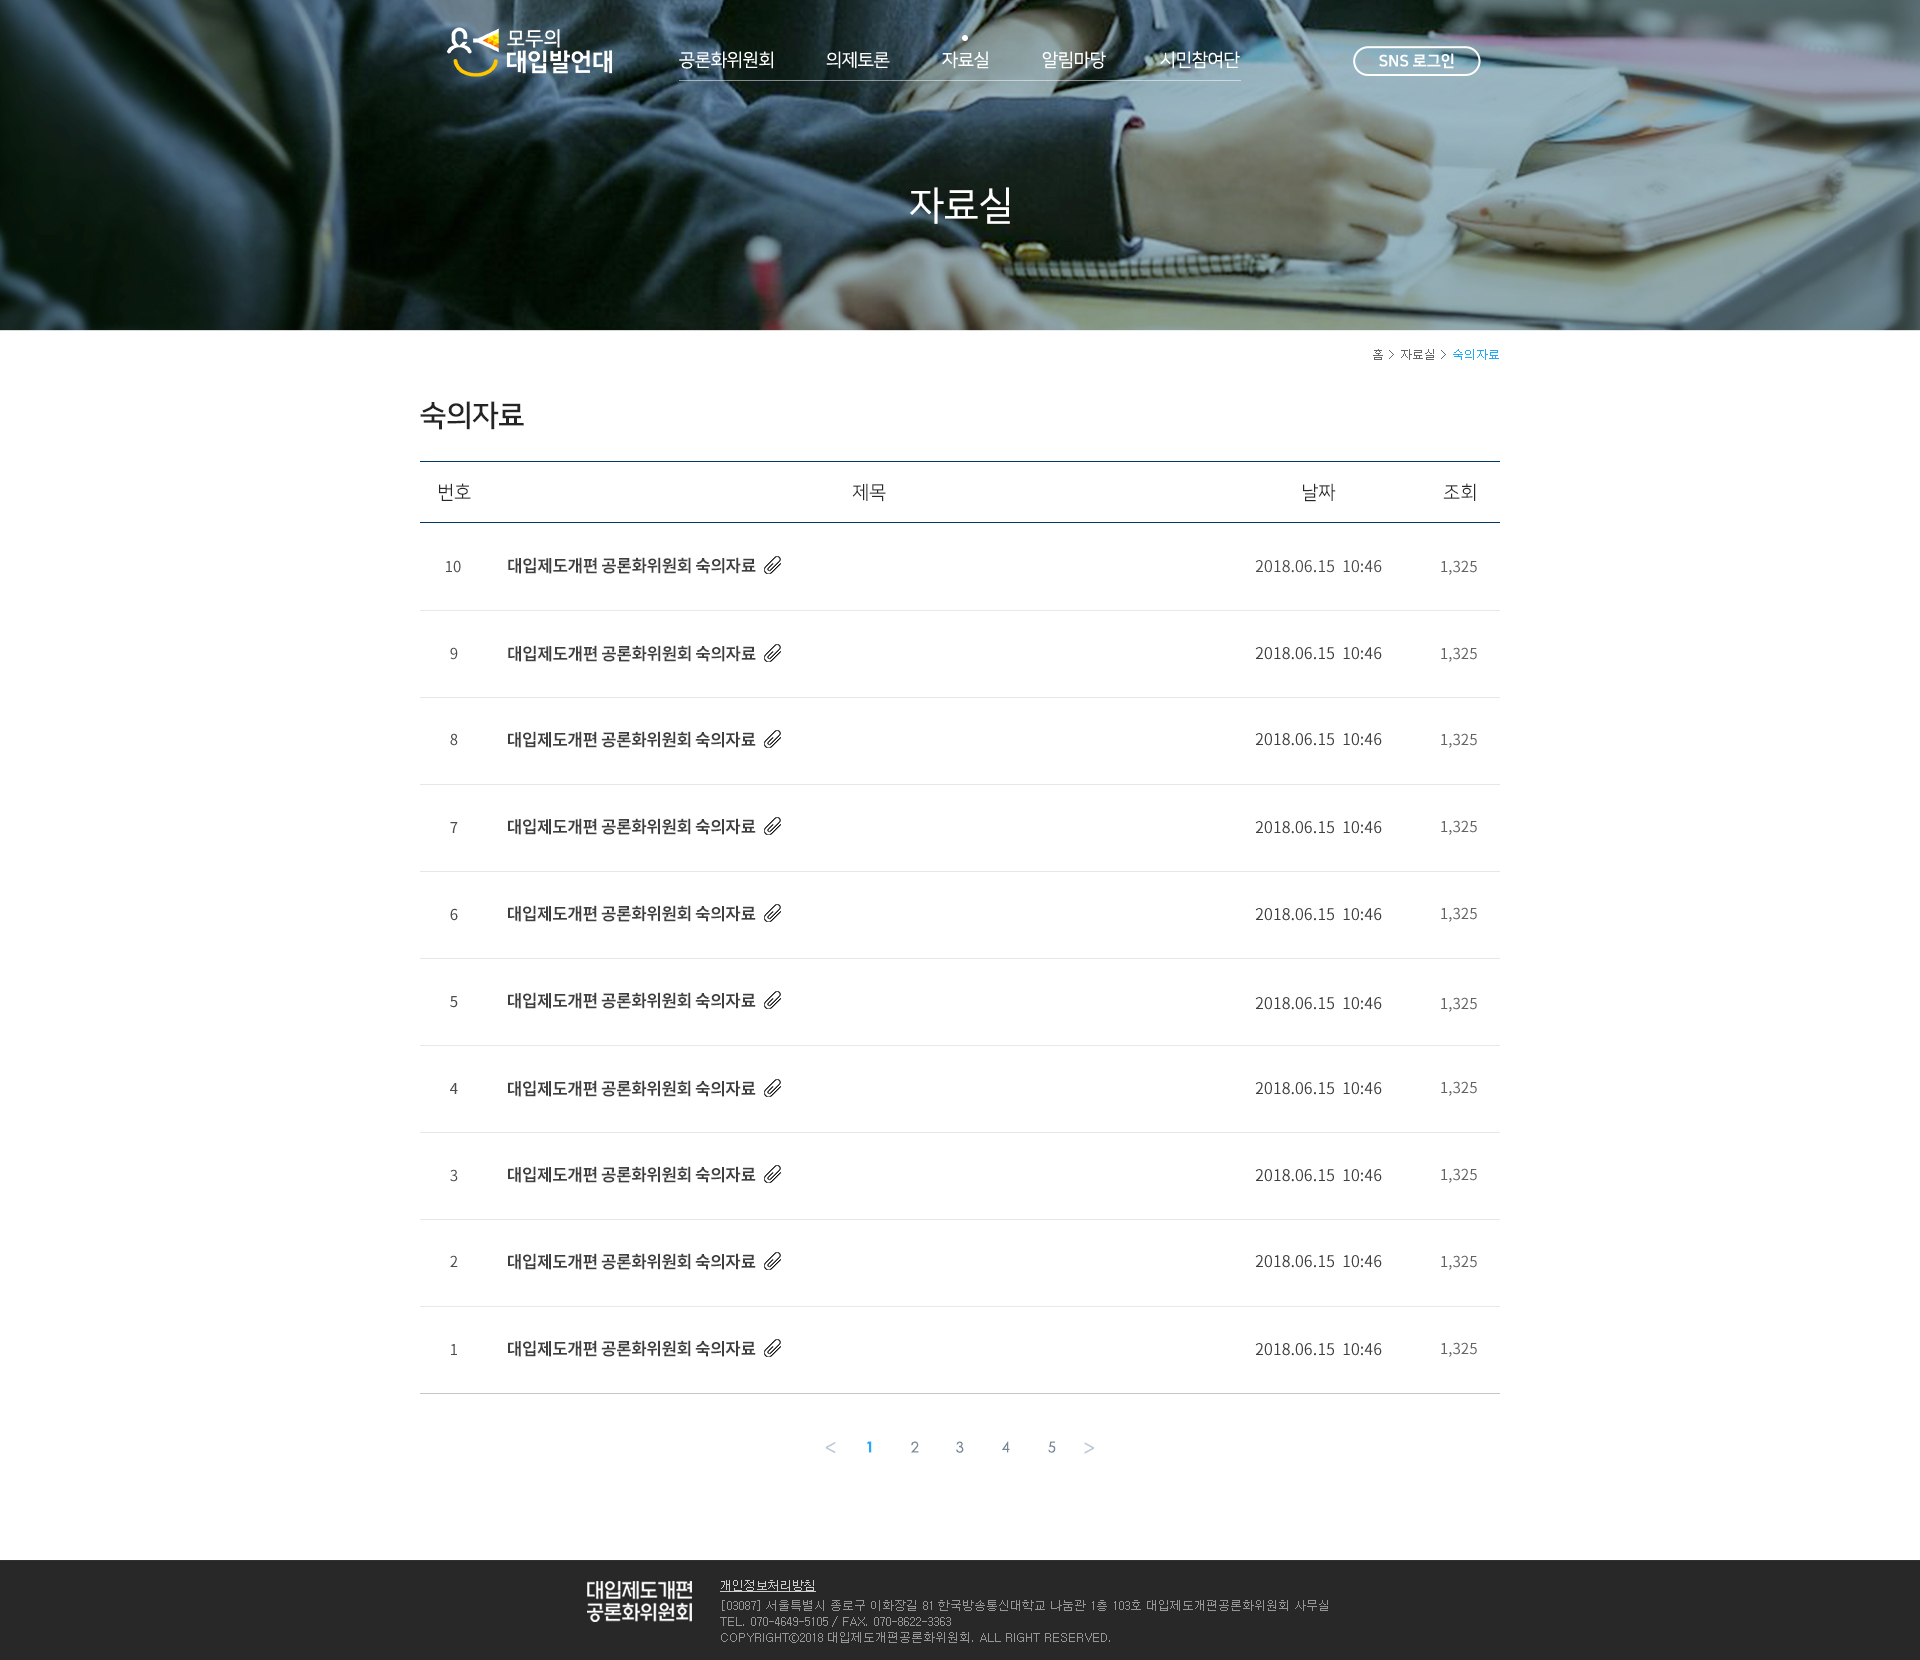 모두의
대입발언대
공론화위원회 의제토론 자료실 알림마당 시민참여단
SNS 로그인
자료실
홈 > 자료실 > 숙의자료
숙의자료
번호 제목 날짜 조회
10 대입제도개편 공론화위원회 숙의자료 2018.06.15 10:46 1,325
9 대입제도개편 공론화위원회 숙의자료 2018.06.15 10:46 1,325
8 대입제도개편 공론화위원회 숙의자료 2018.06.15 10:46 1,325
7 대입제도개편 공론화위원회 숙의자료 2018.06.15 10:46 1,325
6 대입제도개편 공론화위원회 숙의자료 2018.06.15 10:46 1,325
5 대입제도개편 공론화위원회 숙의자료 2018.06.15 10:46 1,325
4 대입제도개편 공론화위원회 숙의자료 2018.06.15 10:46 1,325
3 대입제도개편 공론화위원회 숙의자료 2018.06.15 10:46 1,325
2 대입제도개편 공론화위원회 숙의자료 2018.06.15 10:46 1,325
1 대입제도개편 공론화위원회 숙의자료 2018.06.15 10:46 1,325
< 1 2 3 4 5 >
대입제도개편
공론화위원회
개인정보처리방침
[03087] 서울특별시 종로구 이화장길 81 한국방송통신대학교 나눔관 1층 103호 대입제도개편공론화위원회 사무실
TEL. 070-4649-5105 / FAX. 070-8622-3363
COPYRIGHT©2018 대입제도개편공론화위원회. ALL RIGHT RESERVED.